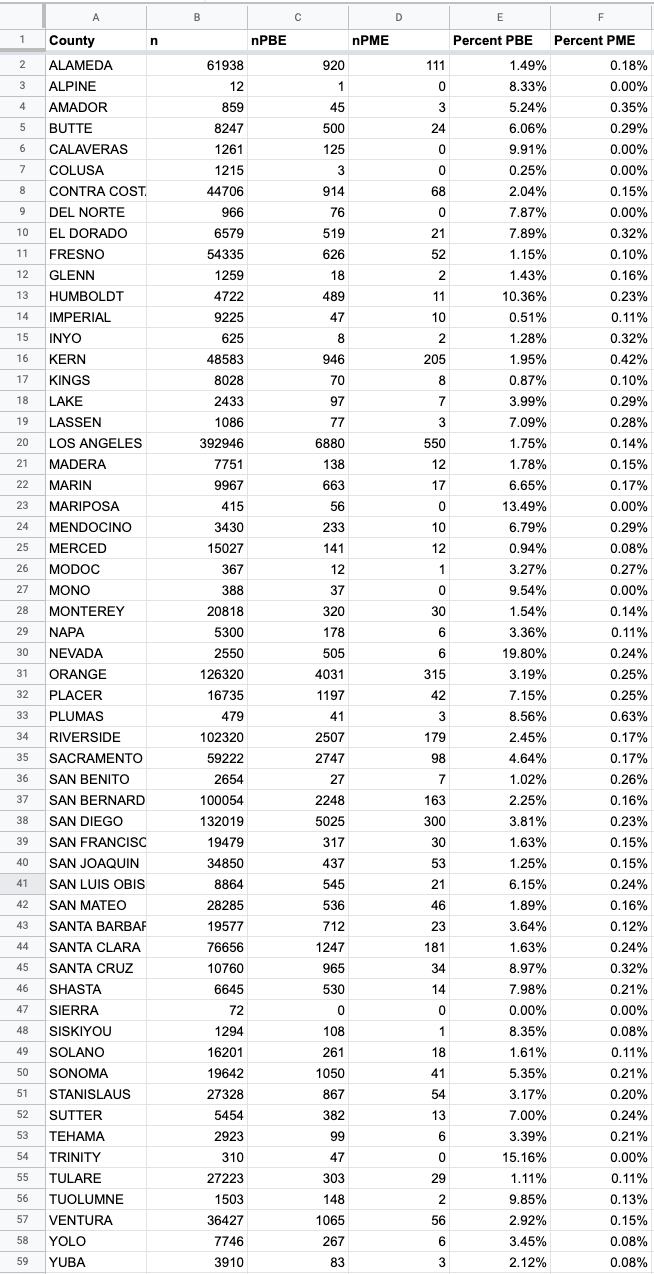 A B C D E F
1 County n nPBE nPME Percent PBE Percent PME
2 ALAMEDA 61938 920 111 1.49% 0.18%
3 ALPINE 12 1 0 8.33% 0.00%
4 AMADOR 859 45 3 5.24% 0.35%
5 BUTTE 8247 500 24 6.06% 0.29%
6 CALAVERAS 1261 125 0 9.91% 0.00%
7 COLUSA 1215 3 0 0.25% 0.00%
8 CONTRA COST. 44706 914 68 2.04% 0.15%
9 DEL NORTE 966 76 0 7.87% 0.00%
10 EL DORADO 6579 519 21 7.89% 0.32%
11 FRESNO 54335 626 52 1.15% 0.10%
12 GLENN 1259 18 2 1.43% 0.16%
13 HUMBOLDT 4722 489 11 10.36% 0.23%
14 IMPERIAL 9225 47 10 0.51% 0.11%
15 INYO 625 8 2 1.28% 0.32%
16 KERN 48583 946 205 1.95% 0.42%
17 KINGS 8028 70 8 0.87% 0.10%
18 LAKE 2433 97 7 3.99% 0.29%
19 LASSEN 1086 77 3 7.09% 0.28%
20 LOS ANGELES 392946 6880 550 1.75% 0.14%
21 MADERA 7751 138 12 1.78% 0.15%
22 MARIN 9967 663 17 6.65% 0.17%
23 MARIPOSA 415 56 0 13.49% 0.00%
24 MENDOCINO 3430 233 10 6.79% 0.29%
25 MERCED 15027 141 12 0.94% 0.08%
26 MODOC 367 12 1 3.27% 0.27%
27 MONO 388 37 0 9.54% 0.00%
28 MONTEREY 20818 320 30 1.54% 0.14%
29 NAPA 5300 178 6 3.36% 0.11%
30 NEVADA 2550 505 6 19.80% 0.24%
31 ORANGE 126320 4031 315 3.19% 0.25%
32 PLACER 16735 1197 42 7.15% 0.25%
33 PLUMAS 479 41 3 8.56% 0.63%
34 RIVERSIDE 102320 2507 179 2.45% 0.17%
35 SACRAMENTO 59222 2747 98 4.64% 0.17%
36 SAN BENITO 2654 27 7 1.02% 0.26%
37 SAN BERNARD 100054 2248 163 2.25% 0.16%
38 SAN DIEGO 132019 5025 300 3.81% 0.23%
39 SAN FRANCISC 19479 317 30 1.63% 0.15%
40 SAN JOAQUIN 34850 437 53 1.25% 0.15%
41 SAN LUIS OBIS 8864 545 21 6.15% 0.24%
42 SAN MATEO 28285 536 46 1.89% 0.16%
43 SANTA BARBAR 19577 712 23 3.64% 0.12%
44 SANTA CLARA 76656 1247 181 1.63% 0.24%
45 SANTA CRUZ 10760 965 34 8.97% 0.32%
46 SHASTA 6645 530 14 7.98% 0.21%
47 SIERRA 72 0 0 0.00% 0.00%
48 SISKIYOU 1294 108 1 8.35% 0.08%
49 SOLANO 16201 261 18 1.61% 0.11%
50 SONOMA 19642 1050 41 5.35% 0.21%
51 STANISLAUS 27328 867 54 3.17% 0.20%
52 SUTTER 5454 382 13 7.00% 0.24%
53 TEHAMA 2923 99 6 3.39% 0.21%
54 TRINITY 310 47 0 15.16% 0.00%
55 TULARE 27223 303 29 1.11% 0.11%
56 TUOLUMNE 1503 148 2 9.85% 0.13%
57 VENTURA 36427 1065 56 2.92% 0.15%
58 YOLO 7746 267 6 3.45% 0.08%
59 YUBA 3910 83 3 2.12% 0.08%